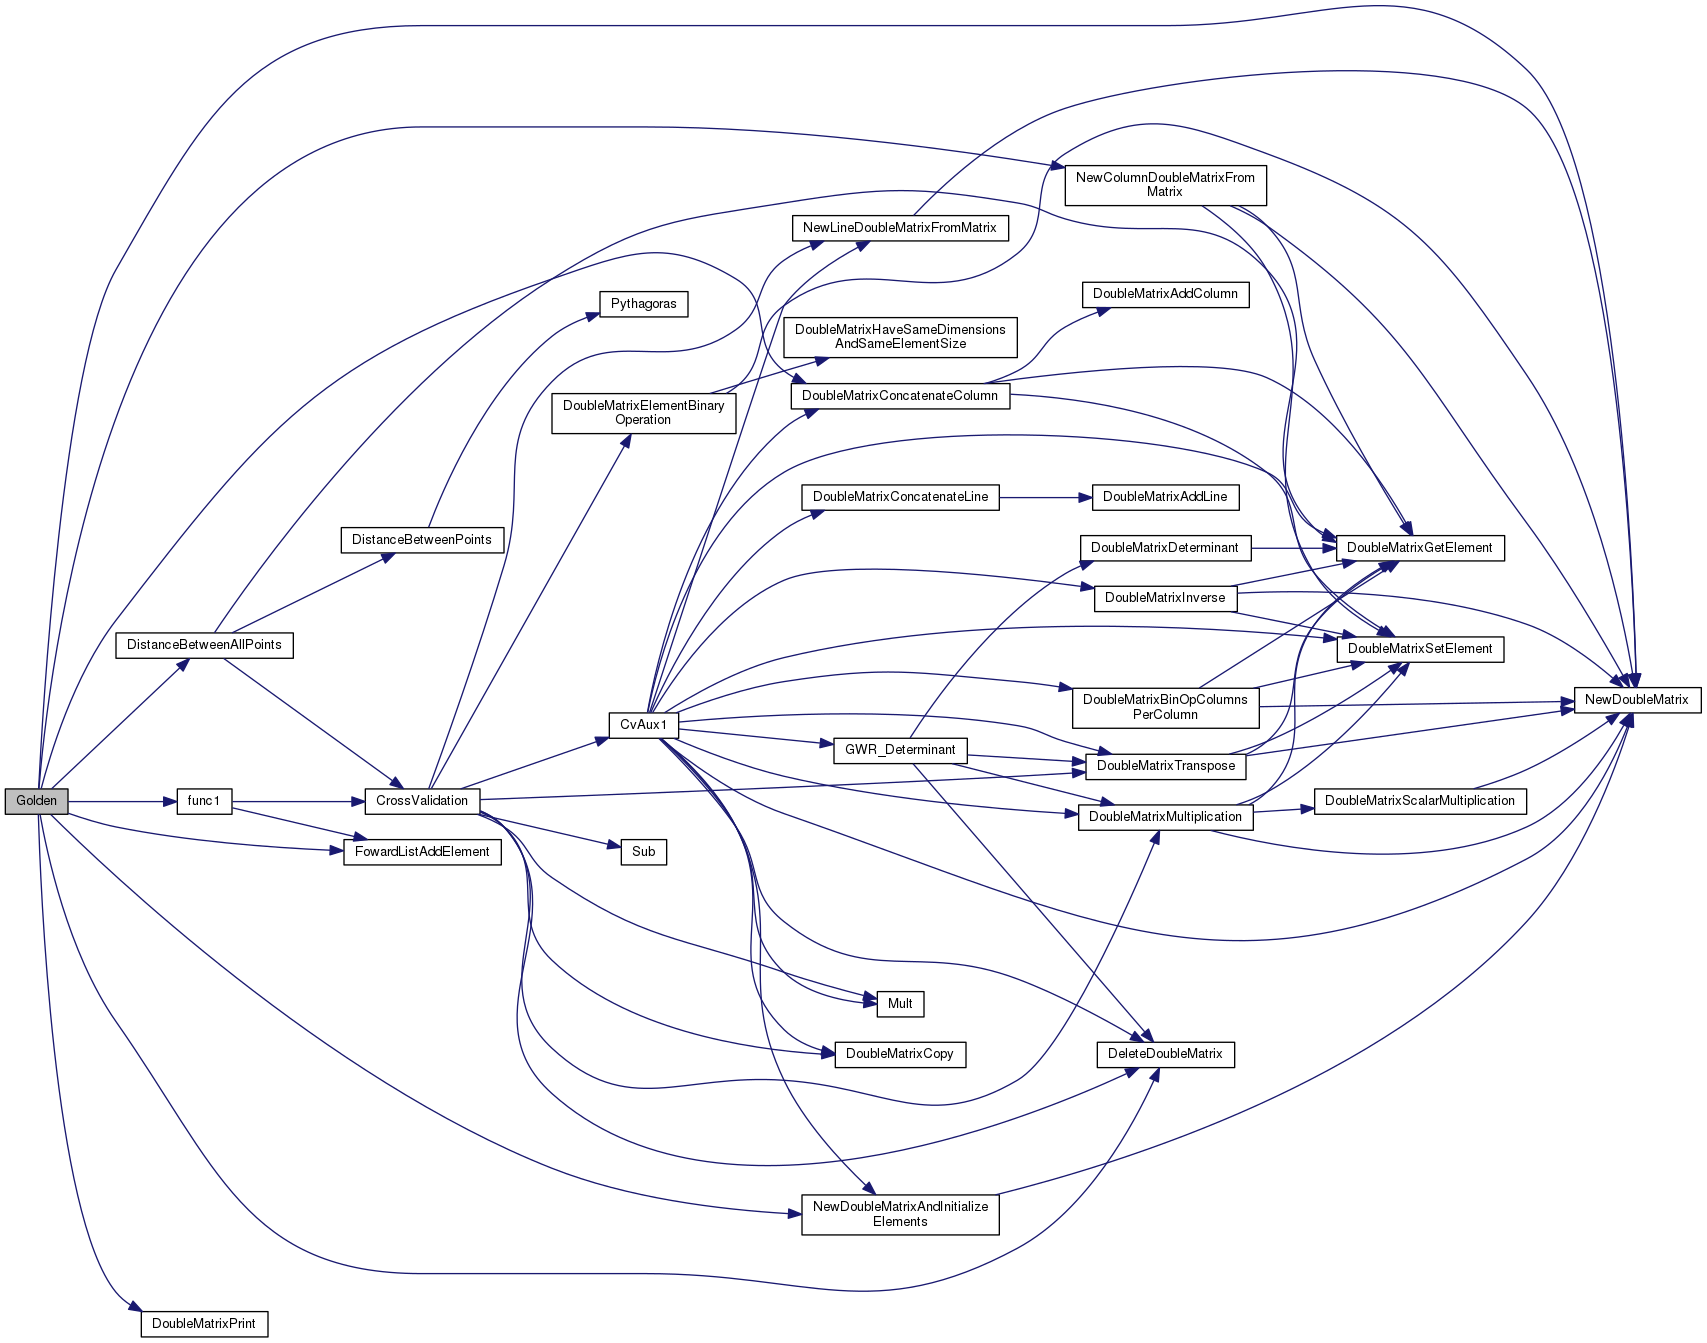 NewColumnDoubleMatrixFrom
Matrix
NewLineDoubleMatrixFromMatrix
Pythagoras
DoubleMatrixAddColumn
DoubleMatrixHaveSameDimensions
AndSameElementSize
DoubleMatrixConcatenateColumn
DoubleMatrixElementBinary
Operation
DoubleMatrixConcatenateLine
DoubleMatrixAddLine
DistanceBetweenPoints
DoubleMatrixDeterminant
DoubleMatrixGetElement
DoubleMatrixInverse
DistanceBetweenAllPoints
DoubleMatrixSetElement
NewDoubleMatrix
DoubleMatrixBinOpColumns
PerColumn
CvAux1
GWR_Determinant
DoubleMatrixTranspose
Golden
func1
CrossValidation
DoubleMatrixScalarMultiplication
DoubleMatrixMultiplication
FowardListAddElement
Sub
Mult
DoubleMatrixCopy
DeleteDoubleMatrix
NewDoubleMatrixAndInitialize
Elements
DoubleMatrixPrint